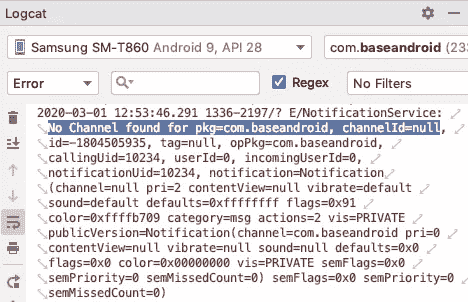 Logcat
Samsung SM-T860 Android 9, API 28
com.baseandroid (233
Error
Regex
No Filters
2020-03-01 12:53:46.291 1336-2197/? E/NotificationService:
No Channel found for pkg=com.baseandroid, channelId=null,
id=-1804505935, tag=null, opPkg=com.baseandroid,
callingUid=10234, userId=0, incomingUserId=0,
notificationUid=10234, notification=Notification
(channel=null pri=2 contentView=null vibrate=default
sound=default defaults=0xffffffff flags=0x91
color=0xffffb709 category=msg actions=2 vis=PRIVATE
publicVersion=Notification(channel=com.baseandroid pri=0
contentView=null vibrate=null sound=null defaults=0x0
flags=0x0 color=0x00000000 vis=PRIVATE semFlags=0x0
semPriority=0 semMissedCount=0) semFlags=0x0 semPriority=0
semMissedCount=0)